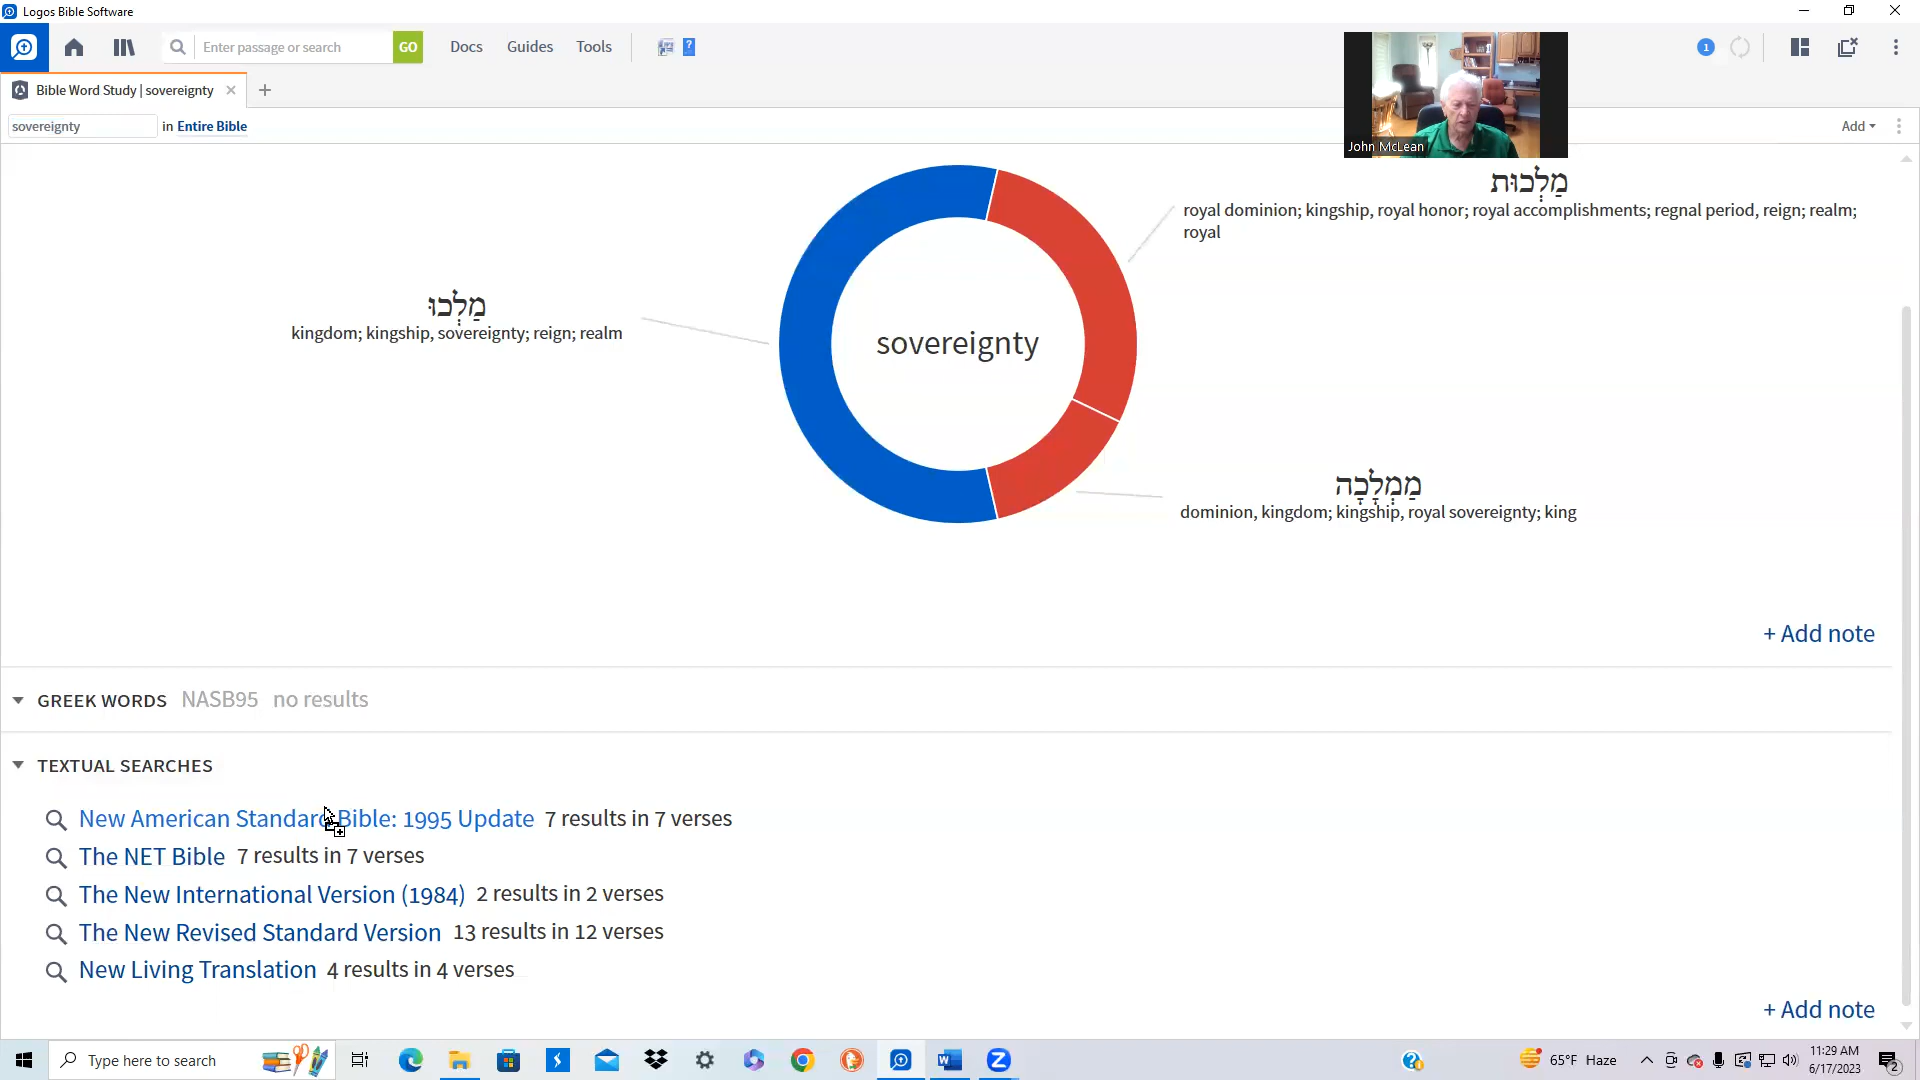 Logos Bible Software
Enter passage or search
GO
Docs
Guides
Tools
?
1
Bible Word Study | sovereignty
sovereignty in Entire Bible
Add
John McLean
מַלְכוּת
royal dominion; kingship, royal honor; royal accomplishments; regnal period, reign; realm;
royal
מַלְכוּ
kingdom; kingship, sovereignty; reign; realm
sovereignty
מַמְלָכָה
dominion, kingdom; kingship, royal sovereignty; king
+ Add note
GREEK WORDS NASB95 no results
TEXTUAL SEARCHES
New American Standard Bible: 1995 Update 7 results in 7 verses
The NET Bible 7 results in 7 verses
The New International Version (1984) 2 results in 2 verses
The New Revised Standard Version 13 results in 12 verses
New Living Translation 4 results in 4 verses
+ Add note
Type here to search
65°F Haze
11:29 AM
6/17/2023
2